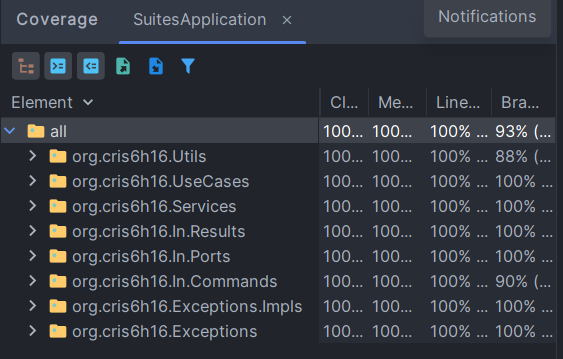 Coverage SuitesApplication × Notifications
Element Cl... Me... Line... Bra...
all 100... 100... 100% ... 93% (...
org.cris6h16.Utils 100... 100... 100% ... 88% (...
org.cris6h16.UseCases 100... 100... 100% ... 100% ...
org.cris6h16.Services 100... 100... 100% ... 100% ...
org.cris6h16.In.Results 100... 100... 100% ... 100% ...
org.cris6h16.In.Ports 100... 100... 100% ... 100% ...
org.cris6h16.In.Commands 100... 100... 100% ... 90% (...
org.cris6h16.Exceptions.Impls 100... 100... 100% ... 100% ...
org.cris6h16.Exceptions 100... 100... 100% ... 100% ...